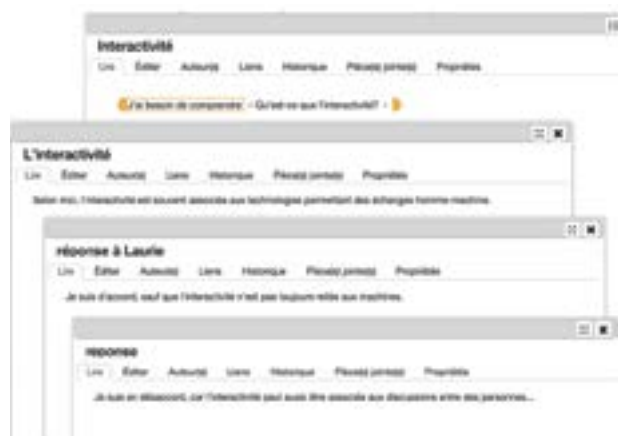 Interactivité
Lire Éditer Auteur(s) Liens Historique Pièce(s) jointe(s) Propriétés
J'ai besoin de comprendre - Qu'est-ce que l'interactivité? -
L'interactivité
Lire Éditer Auteur(s) Liens Historique Pièce(s) jointe(s) Propriétés
Selon moi, l'interactivité est souvent associée aux technologies permettant des échanges homme-machine.
réponse à Laurie
Lire Éditer Auteur(s) Liens Historique Pièce(s) jointe(s) Propriétés
Je suis d'accord, sauf que l'interactivité n'est pas toujours reliée aux machines.
reponse
Lire Éditer Auteur(s) Liens Historique Pièce(s) jointe(s) Propriétés
Je suis en désaccord, car l'interactivité peut aussi être associée aux discussions entre des personnes...